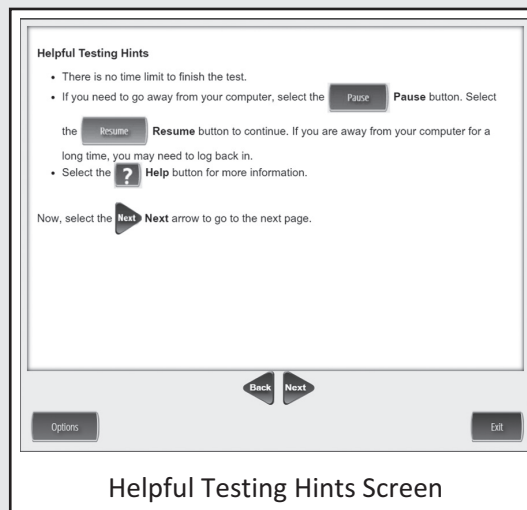 Helpful Testing Hints
• There is no time limit to finish the test.
• If you need to go away from your computer, select the Pause Pause button. Select
the Resume Resume button to continue. If you are away from your computer for a
long time, you may need to log back in.
• Select the ? Help button for more information.
Now, select the Next Next arrow to go to the next page.
Back Next
Options Exit
Helpful Testing Hints Screen